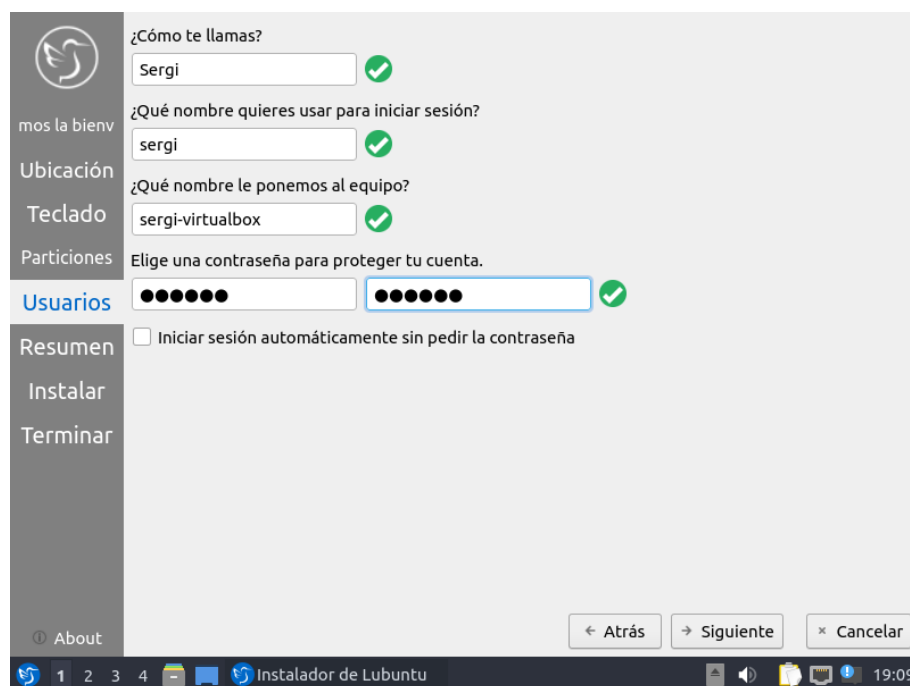 ¿Cómo te llamas?
Sergi
¿Qué nombre quieres usar para iniciar sesión?
sergi
¿Qué nombre le ponemos al equipo?
sergi-virtualbox
Elige una contraseña para proteger tu cuenta.
●●●●●● ●●●●●●
Iniciar sesión automáticamente sin pedir la contraseña
mos la bienv
Ubicación
Teclado
Particiones
Usuarios
Resumen
Instalar
Terminar
About
Atrás
Siguiente
Cancelar
1 2 3 4 Instalador de Lubuntu 19:09